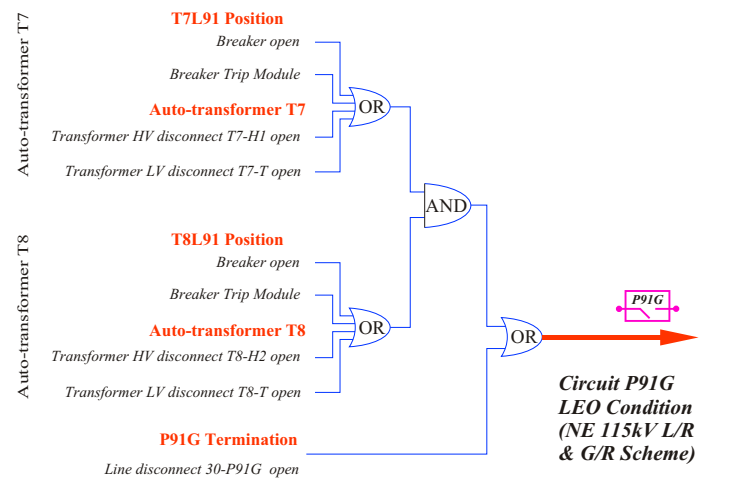 Auto-transformer T7
T7L91 Position
Breaker open
Breaker Trip Module
Auto-transformer T7
Transformer HV disconnect T7-H1 open
Transformer LV disconnect T7-T open
OR
AND
Auto-transformer T8
T8L91 Position
Breaker open
Breaker Trip Module
Auto-transformer T8
Transformer HV disconnect T8-H2 open
Transformer LV disconnect T8-T open
OR
P91G Termination
Line disconnect 30-P91G open
OR
P91G
Circuit P91G
LEO Condition
(NE 115kV L/R
& G/R Scheme)